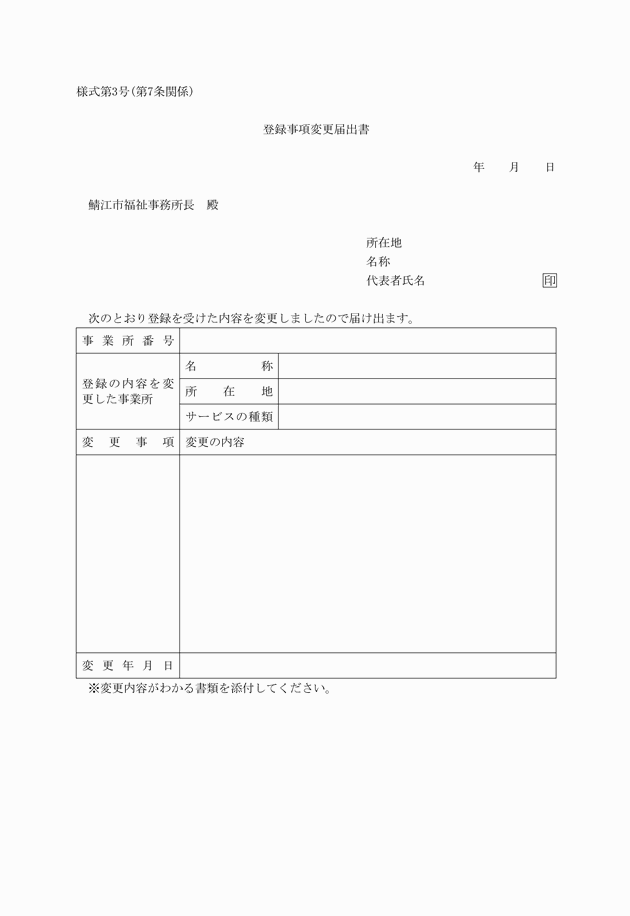 様式第3号(第7条関係)
登録事項変更届出書
年　　月　　日
鯖江市福祉事務所長　殿
所在地
名称
代表者氏名　　　　　　　　　　印
次のとおり登録を受けた内容を変更しましたので届け出ます。
事業所番号
登録の内容を変
更した事業所
名称
所在地
サービスの種類
変更事項　変更の内容
変更年月日
※変更内容がわかる書類を添付してください。